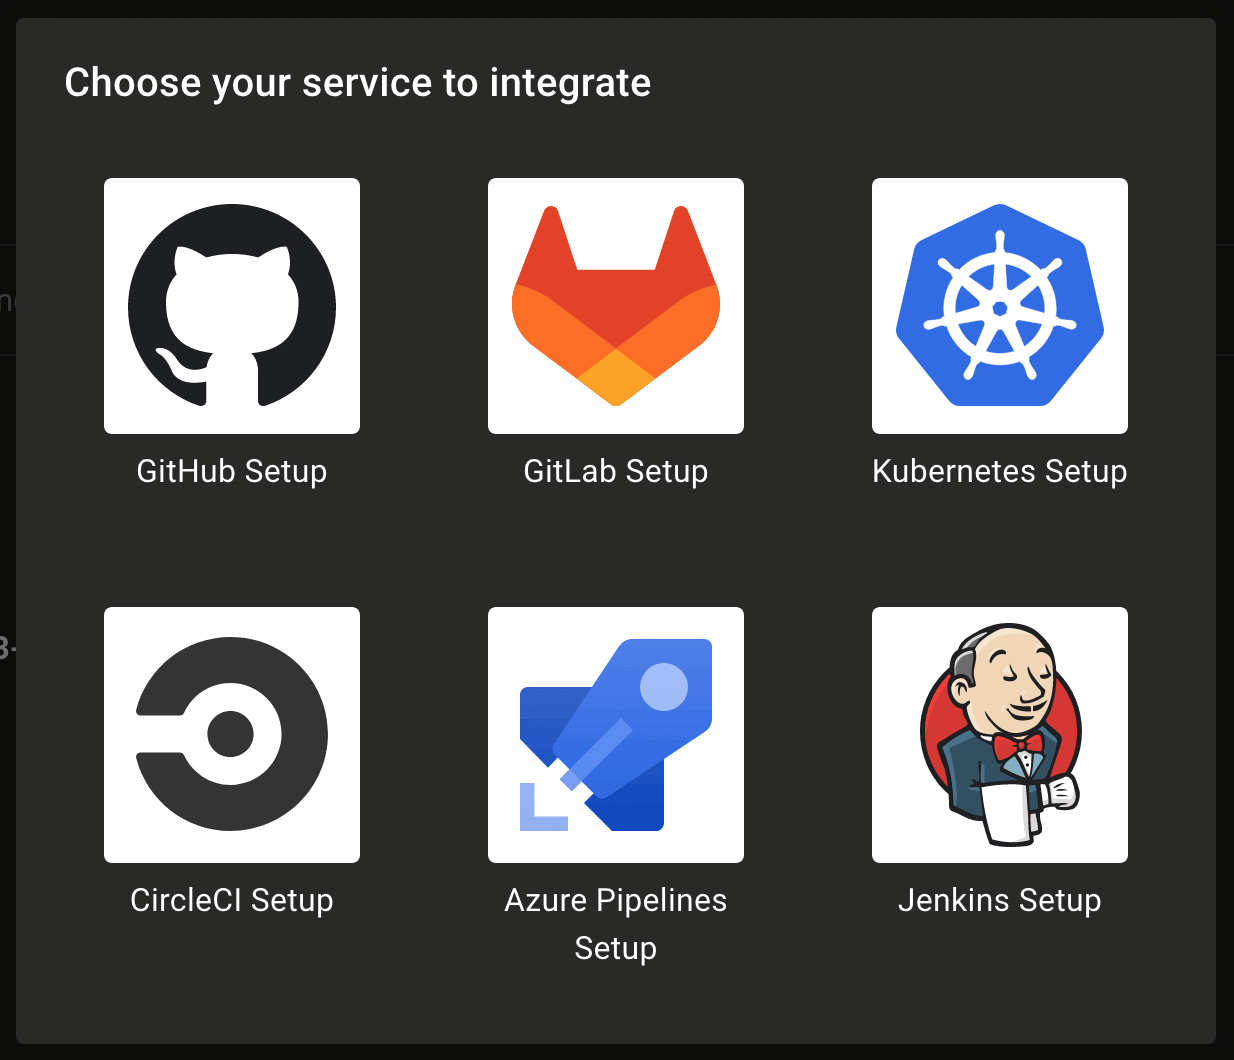 Choose your service to integrate
GitHub Setup
GitLab Setup
Kubernetes Setup
CircleCI Setup
Azure Pipelines
Setup
Jenkins Setup